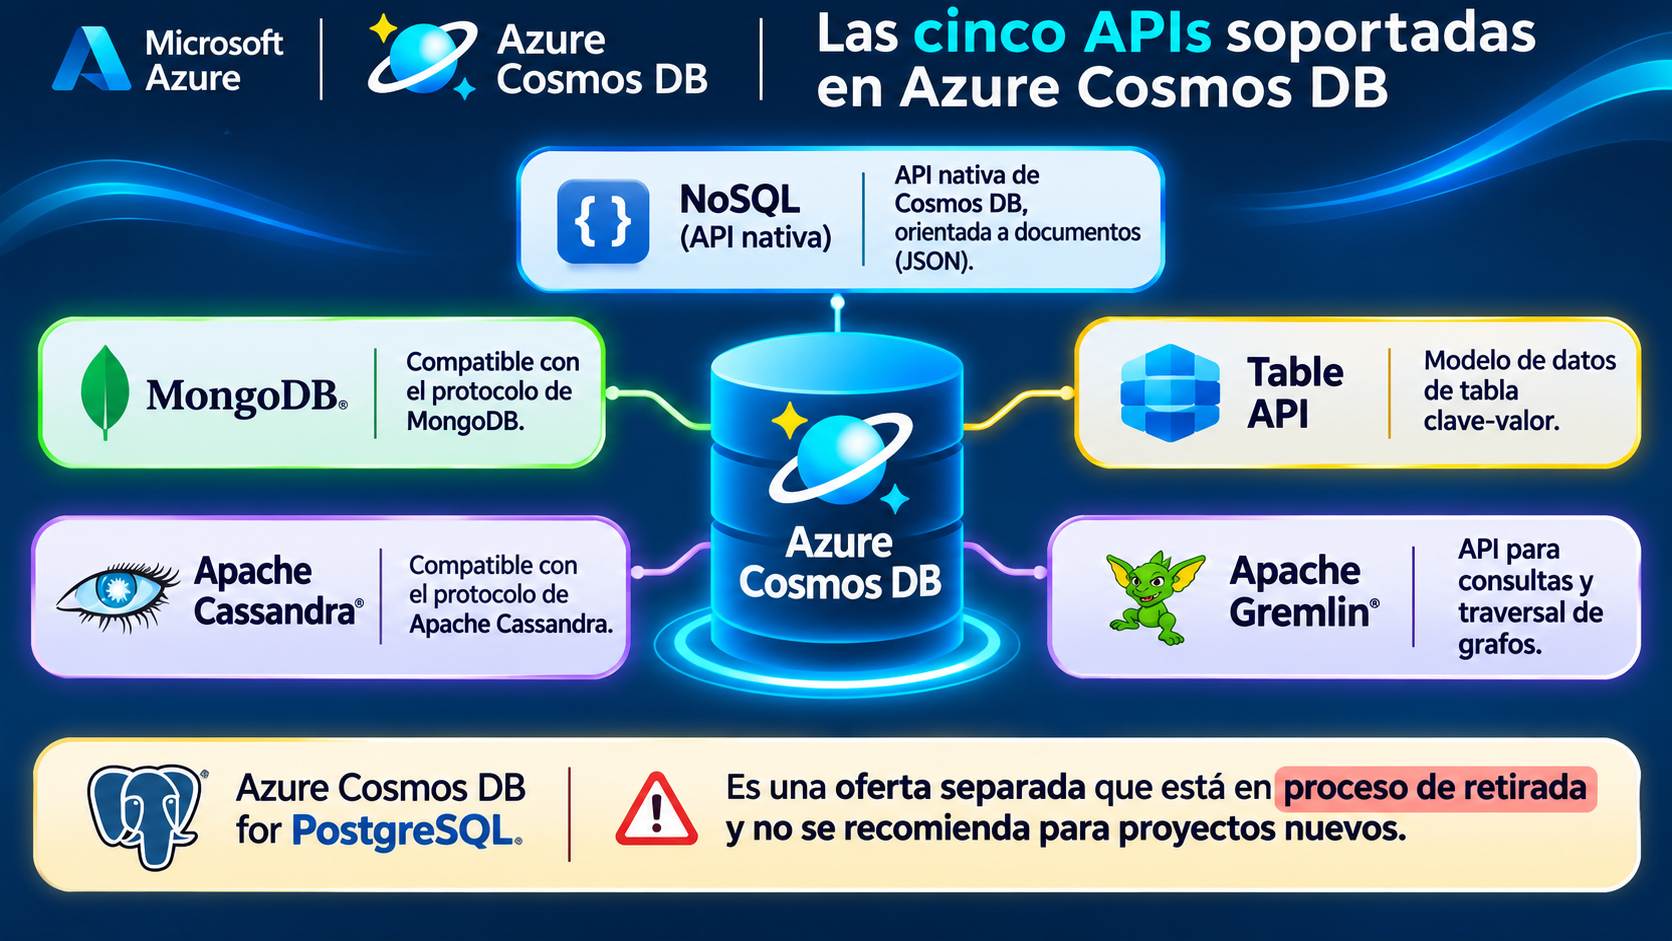 Microsoft
Azure
Azure
Cosmos DB
Las cinco APIs soportadas
en Azure Cosmos DB
{ }
NoSQL
(API nativa)
API nativa de
Cosmos DB,
orientada a documentos
(JSON).
MongoDB®
Compatible con
el protocolo de
MongoDB.
Table
API
Modelo de datos
de tabla
clave-valor.
Apache
Cassandra®
Compatible con
el protocolo de
Apache Cassandra.
Azure
Cosmos DB
Apache
Gremlin®
API para
consultas y
traversal de
grafos.
Azure Cosmos DB
for PostgreSQL®
Es una oferta separada que está en proceso de retirada
y no se recomienda para proyectos nuevos.